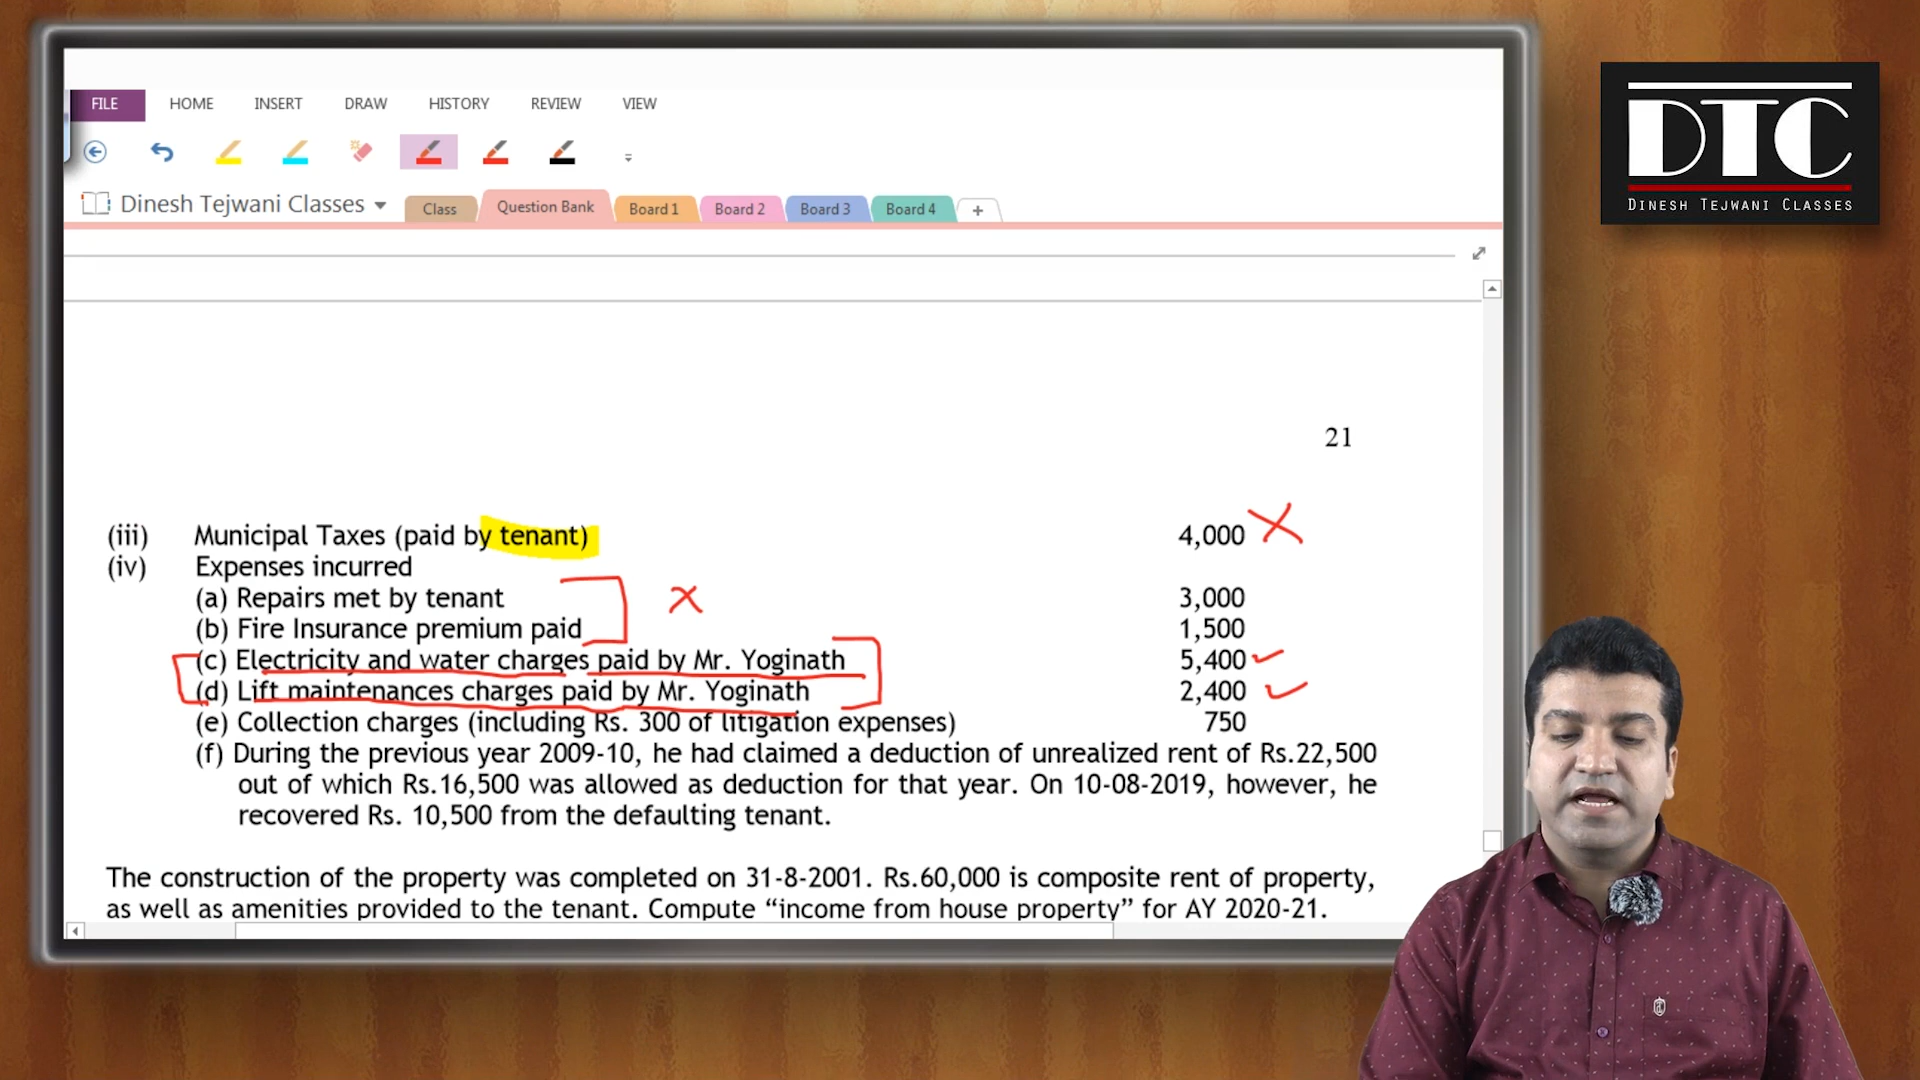 FILE HOME INSERT DRAW HISTORY REVIEW VIEW
DTC
DINESH TEJWANI CLASSES
Dinesh Tejwani Classes Class Question Bank Board 1 Board 2 Board 3 Board 4 +
21
(iii) Municipal Taxes (paid by tenant) 4,000
(iv) Expenses incurred
(a) Repairs met by tenant 3,000
(b) Fire Insurance premium paid 1,500
(c) Electricity and water charges paid by Mr. Yoginath 5,400
(d) Lift maintenances charges paid by Mr. Yoginath 2,400
(e) Collection charges (including Rs. 300 of litigation expenses) 750
(f) During the previous year 2009-10, he had claimed a deduction of unrealized rent of Rs.22,500
out of which Rs.16,500 was allowed as deduction for that year. On 10-08-2019, however, he
recovered Rs. 10,500 from the defaulting tenant.
The construction of the property was completed on 31-8-2001. Rs.60,000 is composite rent of property,
as well as amenities provided to the tenant. Compute “income from house property” for AY 2020-21.